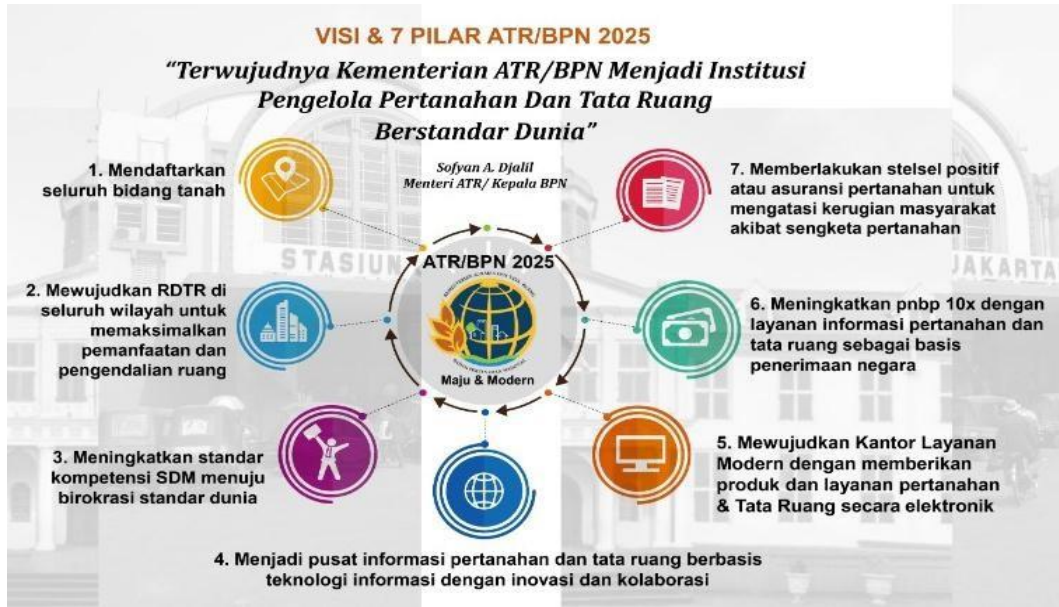 VISI & 7 PILAR ATR/BPN 2025
“Terwujudnya Kementerian ATR/BPN Menjadi Institusi
Pengelola Pertanahan Dan Tata Ruang
Berstandar Dunia”
Sofyan A. Djalil
Menteri ATR/ Kepala BPN
1. Mendaftarkan
seluruh bidang tanah
2. Mewujudkan RDTR di
seluruh wilayah untuk
memaksimalkan
pemanfaatan dan
pengendalian ruang
3. Meningkatkan standar
kompetensi SDM menuju
birokrasi standar dunia
4. Menjadi pusat informasi pertanahan dan tata ruang berbasis
teknologi informasi dengan inovasi dan kolaborasi
5. Mewujudkan Kantor Layanan
Modern dengan memberikan
produk dan layanan pertanahan
& Tata Ruang secara elektronik
6. Meningkatkan pnbp 10x dengan
layanan informasi pertanahan dan
tata ruang sebagai basis
penerimaan negara
7. Memberlakukan stelsel positif
atau asuransi pertanahan untuk
mengatasi kerugian masyarakat
akibat sengketa pertanahan
ATR/BPN 2025
Maju & Modern
STASIUN
JAKARTA